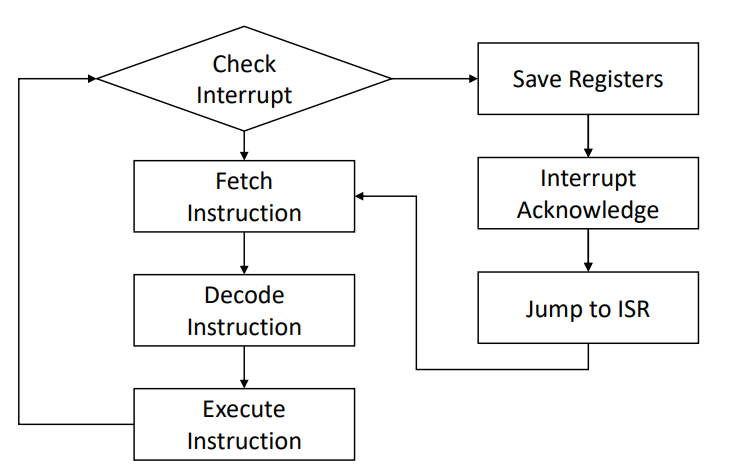 Check
Interrupt
Save Registers
Fetch
Instruction
Interrupt
Acknowledge
Decode
Instruction
Jump to ISR
Execute
Instruction